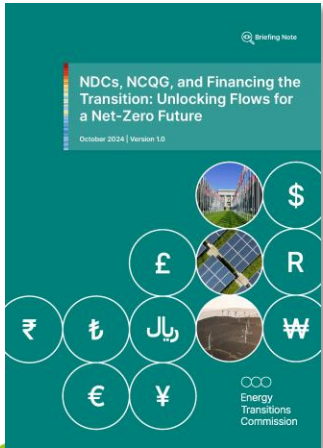 Briefing Note
NDCs, NCQG, and Financing the
Transition: Unlocking Flows for
a Net-Zero Future
October 2024 | Version 1.0
$
£
R
₹
₺
ریال
₩
€
¥
Energy
Transitions
Commission